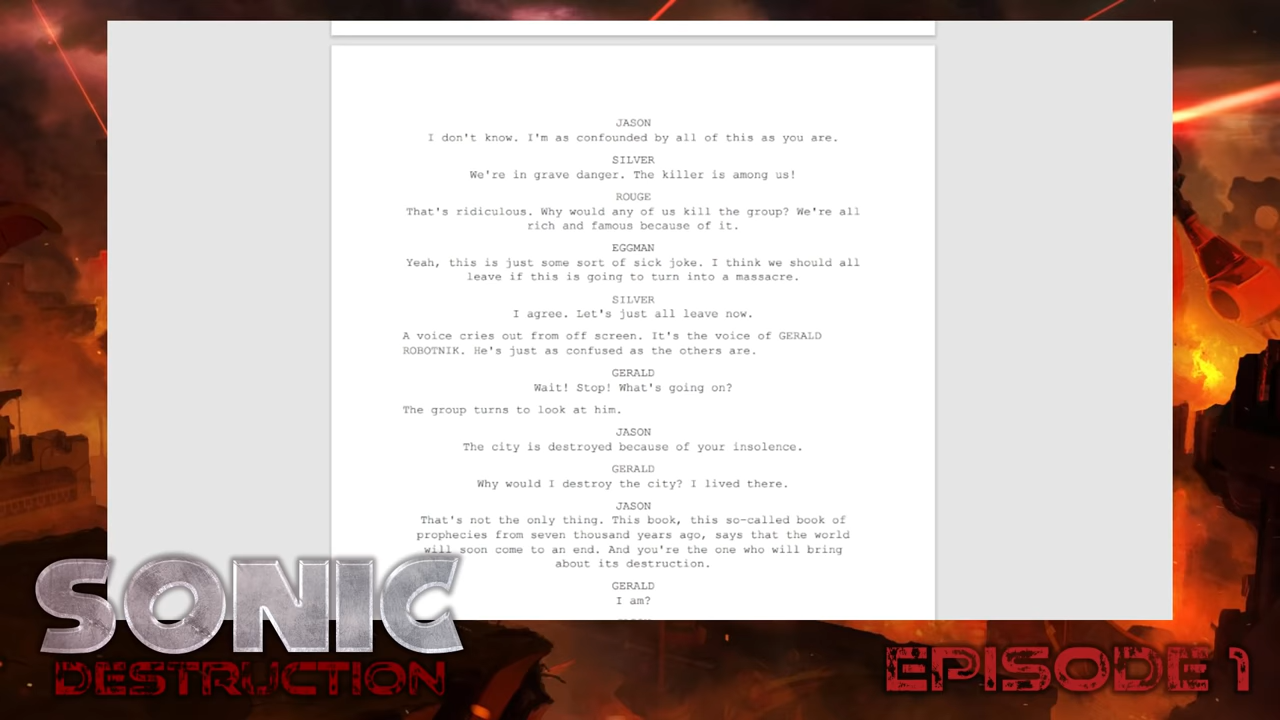 JASON
I don't know. I'm as confounded by all of this as you are.
SILVER
We're in grave danger. The killer is among us!
ROUGE
That's ridiculous. Why would any of us kill the group? We're all
rich and famous because of it.
EGGMAN
Yeah, this is just some sort of sick joke. I think we should all
leave if this is going to turn into a massacre.
SILVER
I agree. Let's just all leave now.
A voice cries out from off screen. It's the voice of GERALD
ROBOTNIK. He's just as confused as the others are.
GERALD
Wait! Stop! What's going on?
The group turns to look at him.
JASON
The city is destroyed because of your insolence.
GERALD
Why would I destroy the city? I lived there.
JASON
That's not the only thing. This book, this so-called book of
prophecies from seven thousand years ago, says that the world
will soon come to an end. And you're the one who will bring
about its destruction.
GERALD
I am?
SONIC
DESTRUCTION
EPISODE 1